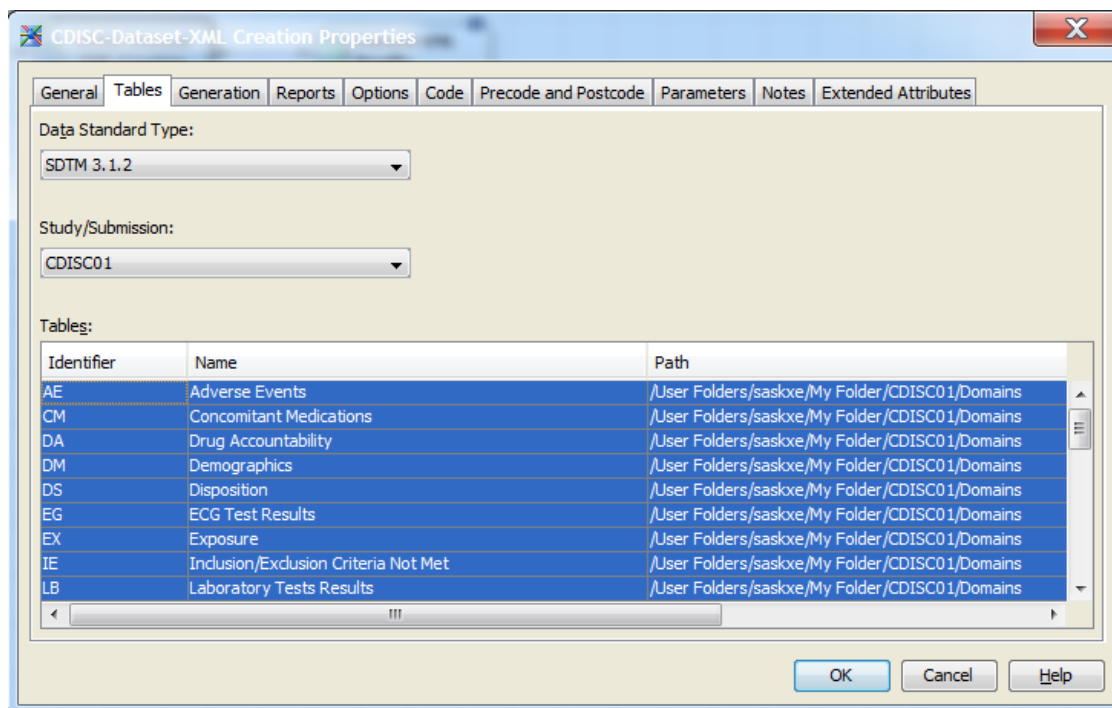 CDISC-Dataset-XML Creation Properties
General Tables Generation Reports Options Code Precode and Postcode Parameters Notes Extended Attributes
Data Standard Type:
SDTM 3.1.2
Study/Submission:
CDISC01
Tables:
Identifier Name Path
AE Adverse Events /User Folders/saskxe/My Folder/CDISC01/Domains
CM Concomitant Medications /User Folders/saskxe/My Folder/CDISC01/Domains
DA Drug Accountability /User Folders/saskxe/My Folder/CDISC01/Domains
DM Demographics /User Folders/saskxe/My Folder/CDISC01/Domains
DS Disposition /User Folders/saskxe/My Folder/CDISC01/Domains
EG ECG Test Results /User Folders/saskxe/My Folder/CDISC01/Domains
EX Exposure /User Folders/saskxe/My Folder/CDISC01/Domains
IE Inclusion/Exclusion Criteria Not Met /User Folders/saskxe/My Folder/CDISC01/Domains
LB Laboratory Tests Results /User Folders/saskxe/My Folder/CDISC01/Domains
OK Cancel Help